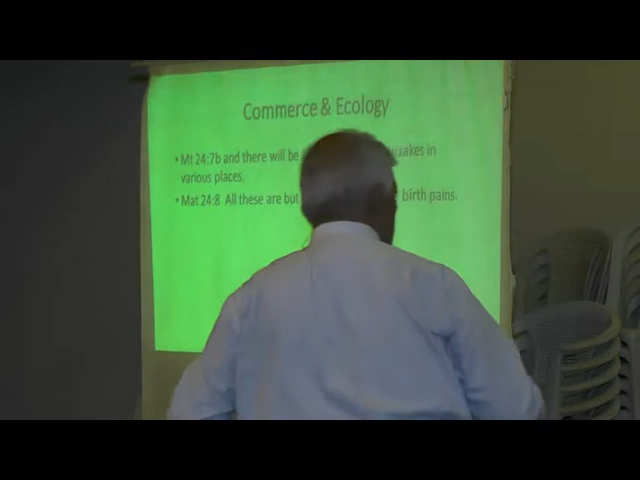 Commerce & Ecology
• Mt 24:7b and there will be akes in
various places.
• Mat 24:8 All these are but birth pains.